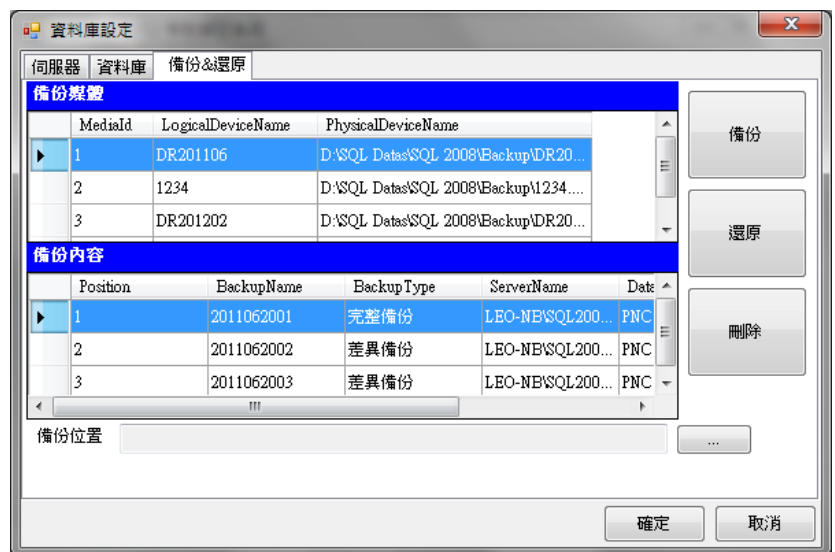 資料庫設定
伺服器 資料庫 備份&還原
備份媒體
MediaId LogicalDeviceName PhysicalDeviceName
1 DR201106 D:\SQL Datas\SQL 2008\Backup\DR20...
2 1234 D:\SQL Datas\SQL 2008\Backup\1234....
3 DR201202 D:\SQL Datas\SQL 2008\Backup\DR20...
備份內容
Position BackupName BackupType ServerName Date
1 2011062001 完整備份 LEO-NB\SQL200... PNC
2 2011062002 差異備份 LEO-NB\SQL200... PNC
3 2011062003 差異備份 LEO-NB\SQL200... PNC
備份位置 ...
備份
還原
刪除
確定 取消